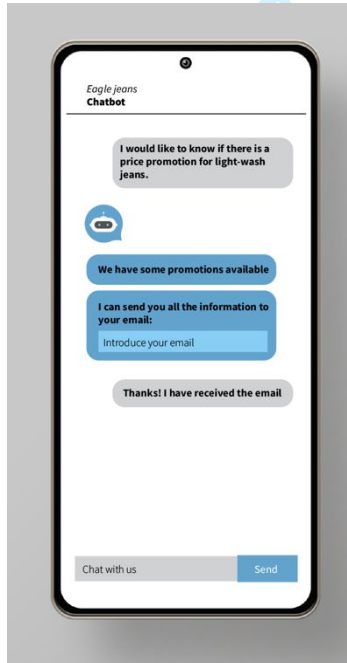 Eagle jeans
Chatbot
I would like to know if there is a
price promotion for light-wash
jeans.
We have some promotions available
I can send you all the information to
your email:
Introduce your email
Thanks! I have received the email
Chat with us
Send